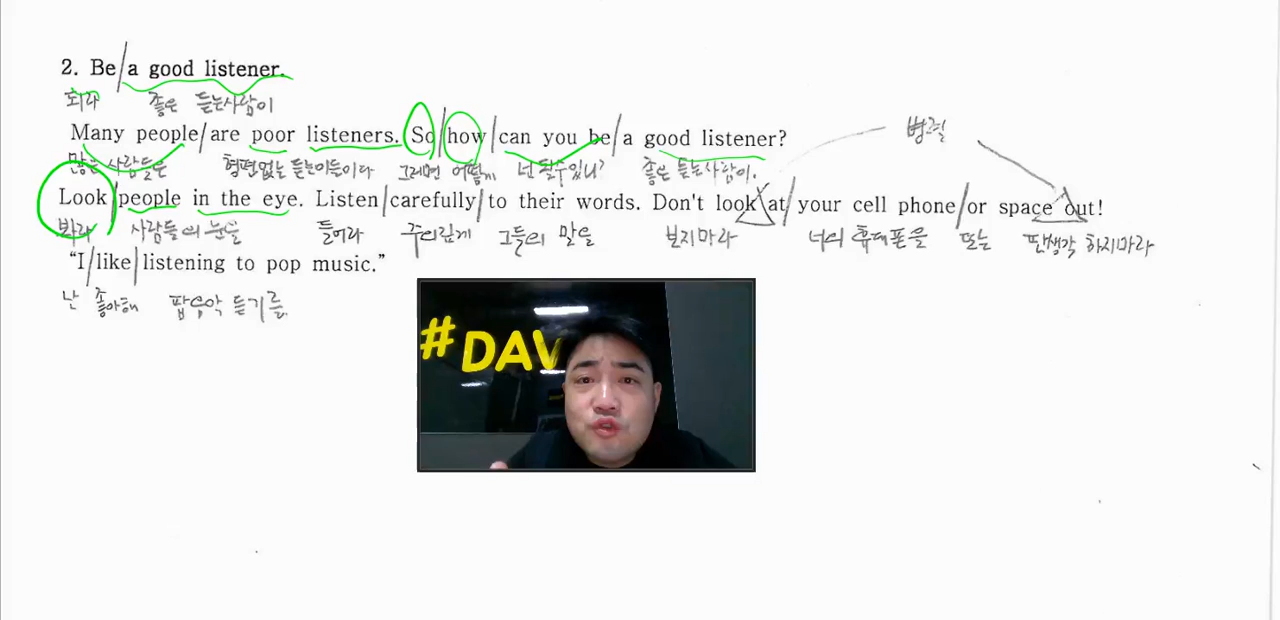 2. Be a good listener.
되라 좋은 듣는사람이
Many people are poor listeners. So how can you be a good listener?
병렬
많은 사람들은 형편없는 듣는이들이다 그러면 어떻게 넌 될수있니? 좋은 듣는사람이.
Look people in the eye. Listen carefully to their words. Don't look at your cell phone or space out!
봐라 사람들의 눈을 들어라 주의깊게 그들의 말을 보지마라 너의 휴대폰을 또는 딴생각 하지마라
“I like listening to pop music.”
난 좋아해 팝음악 듣기를.
#DAV